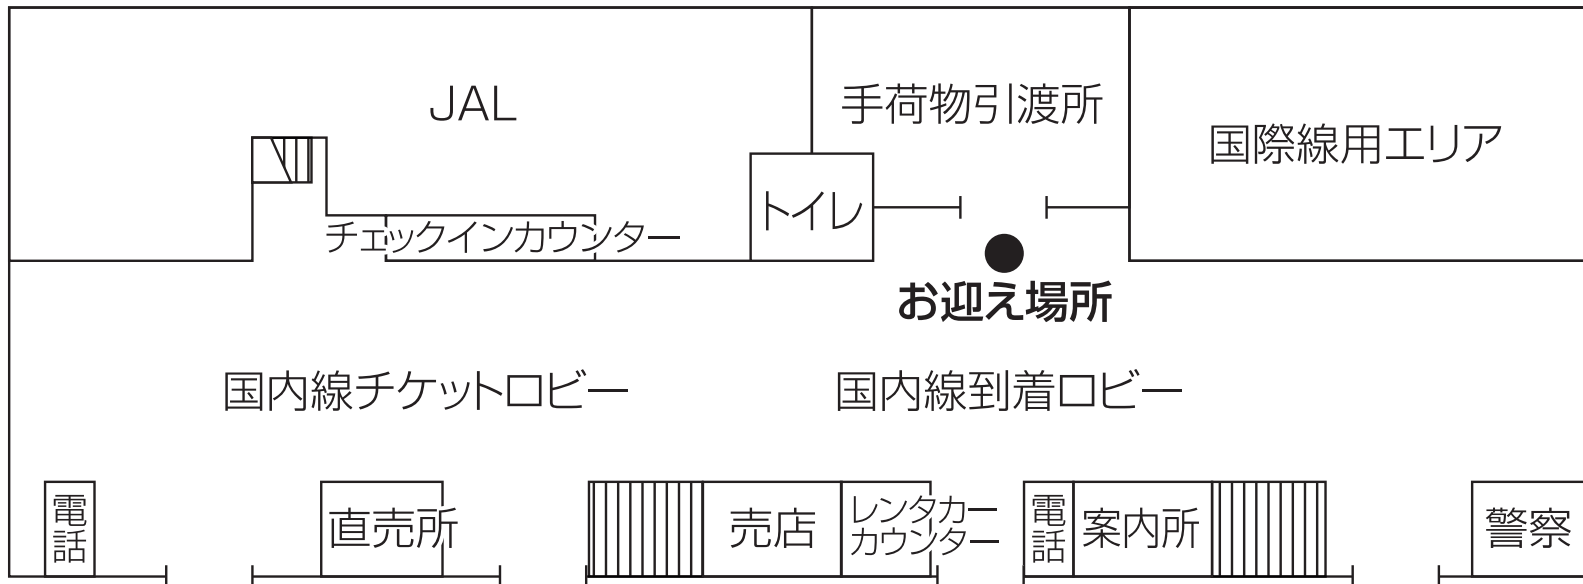 JAL
手荷物引渡所
国際線用エリア
トイレ
チェックインカウンター
お迎え場所
国内線チケットロビー
国内線到着ロビー
電話
直売所
売店
レンタカー
カウンター
電話
案内所
警察